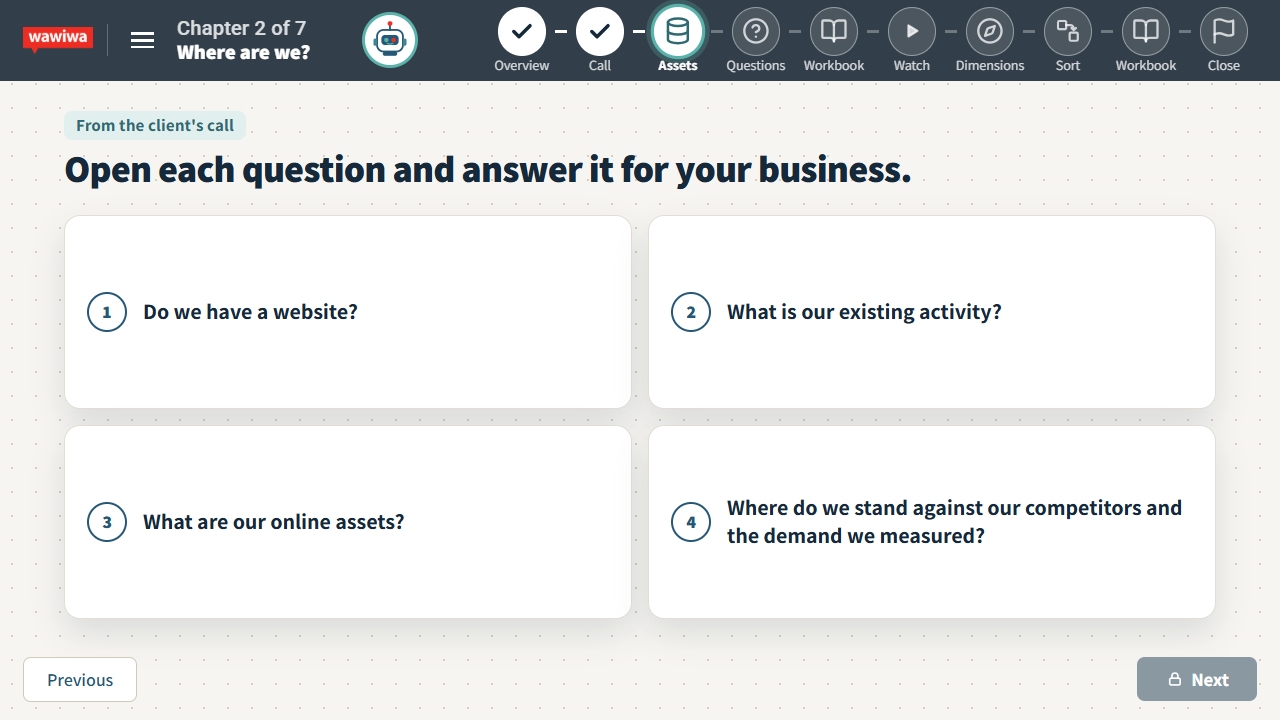 wawiwa
Chapter 2 of 7
Where are we?
Overview
Call
Assets
Questions
Workbook
Watch
Dimensions
Sort
Workbook
Close
From the client's call
Open each question and answer it for your business.
1
Do we have a website?
2
What is our existing activity?
3
What are our online assets?
4
Where do we stand against our competitors and
the demand we measured?
Previous
Next